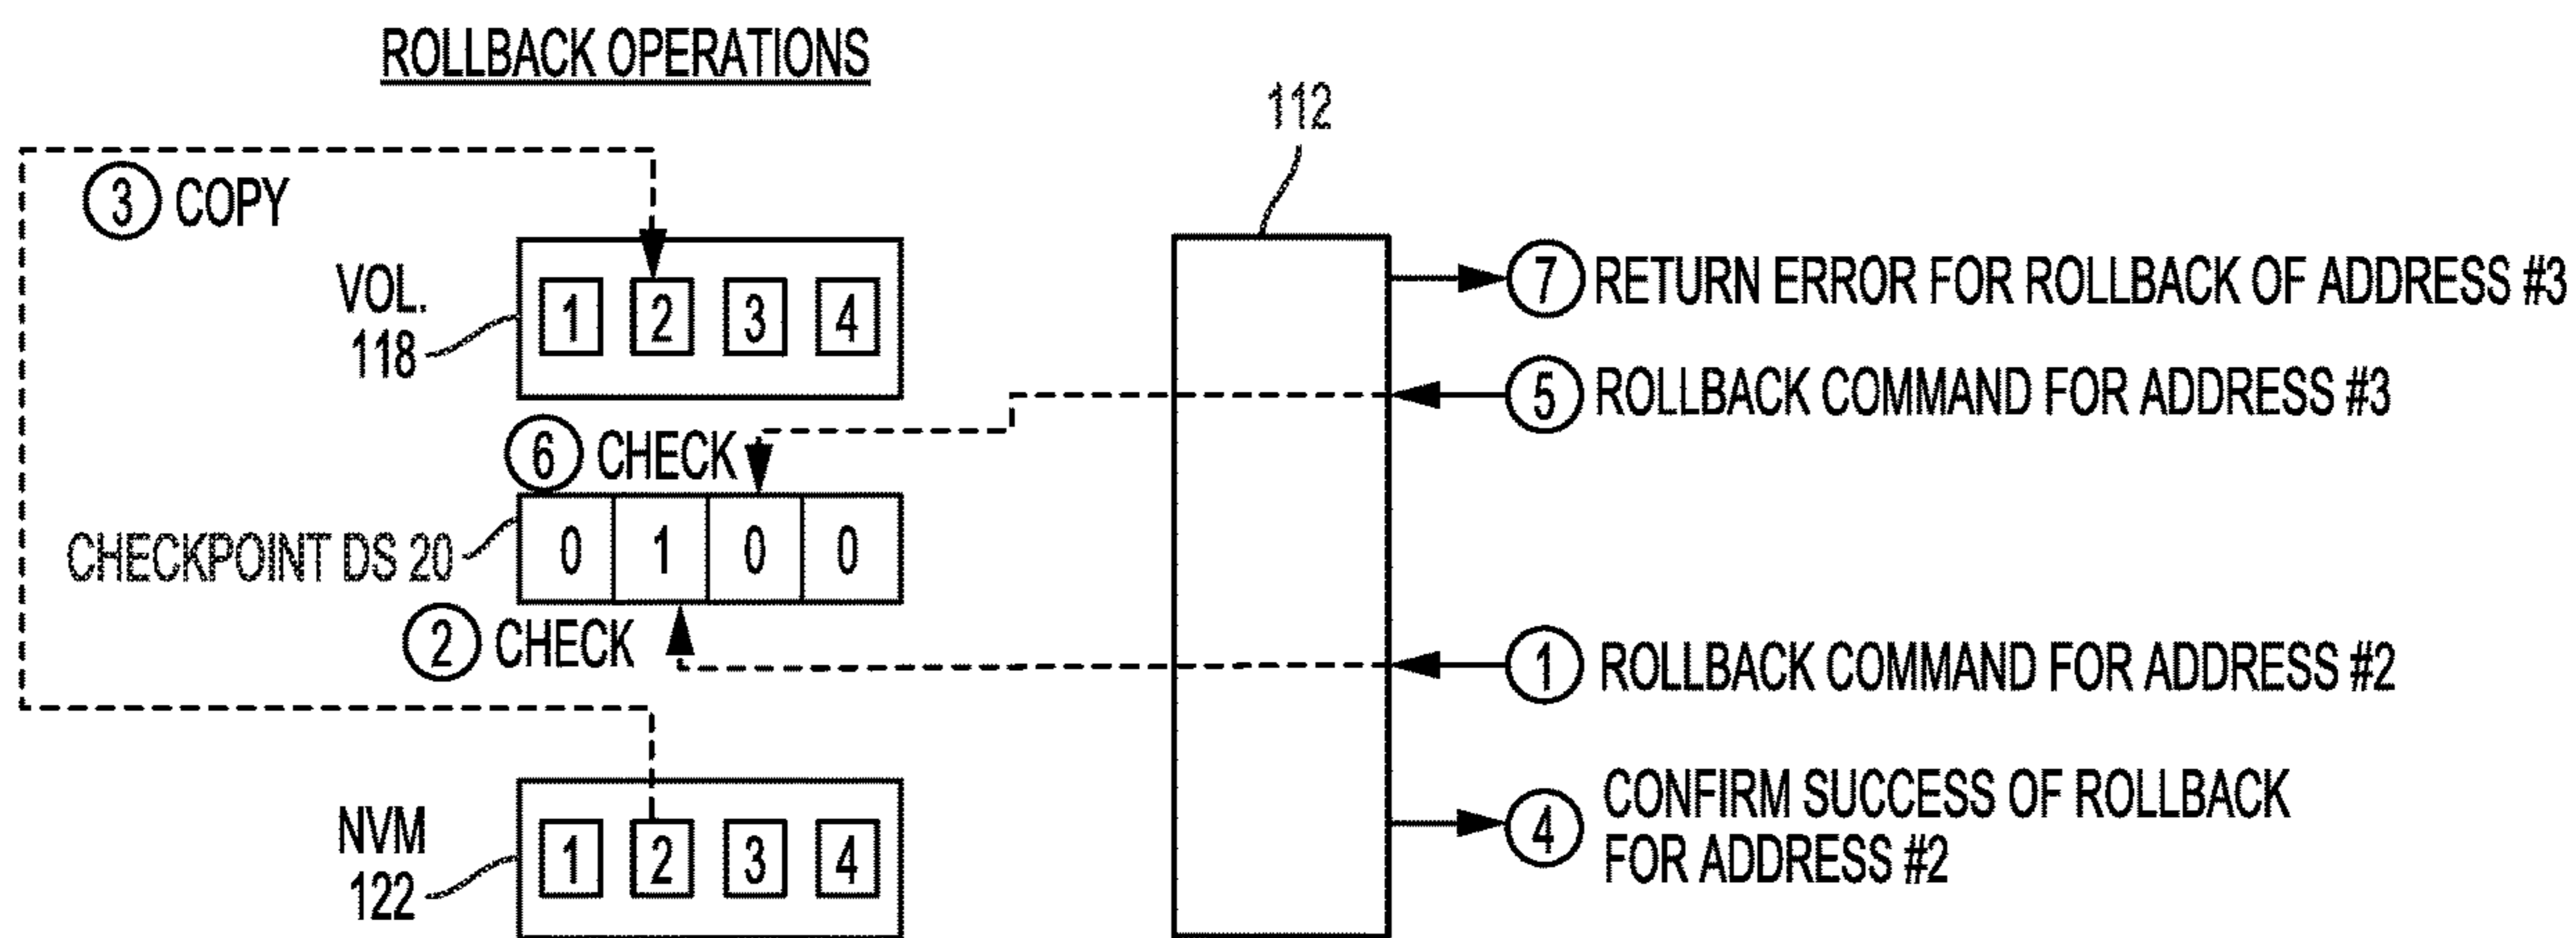 ROLLBACK OPERATIONS
112
③ COPY
VOL.
118
1 2 3 4
⑦ RETURN ERROR FOR ROLLBACK OF ADDRESS #3
⑤ ROLLBACK COMMAND FOR ADDRESS #3
⑥ CHECK
CHECKPOINT DS 20
0 1 0 0
② CHECK
① ROLLBACK COMMAND FOR ADDRESS #2
NVM
122
1 2 3 4
④ CONFIRM SUCCESS OF ROLLBACK
FOR ADDRESS #2